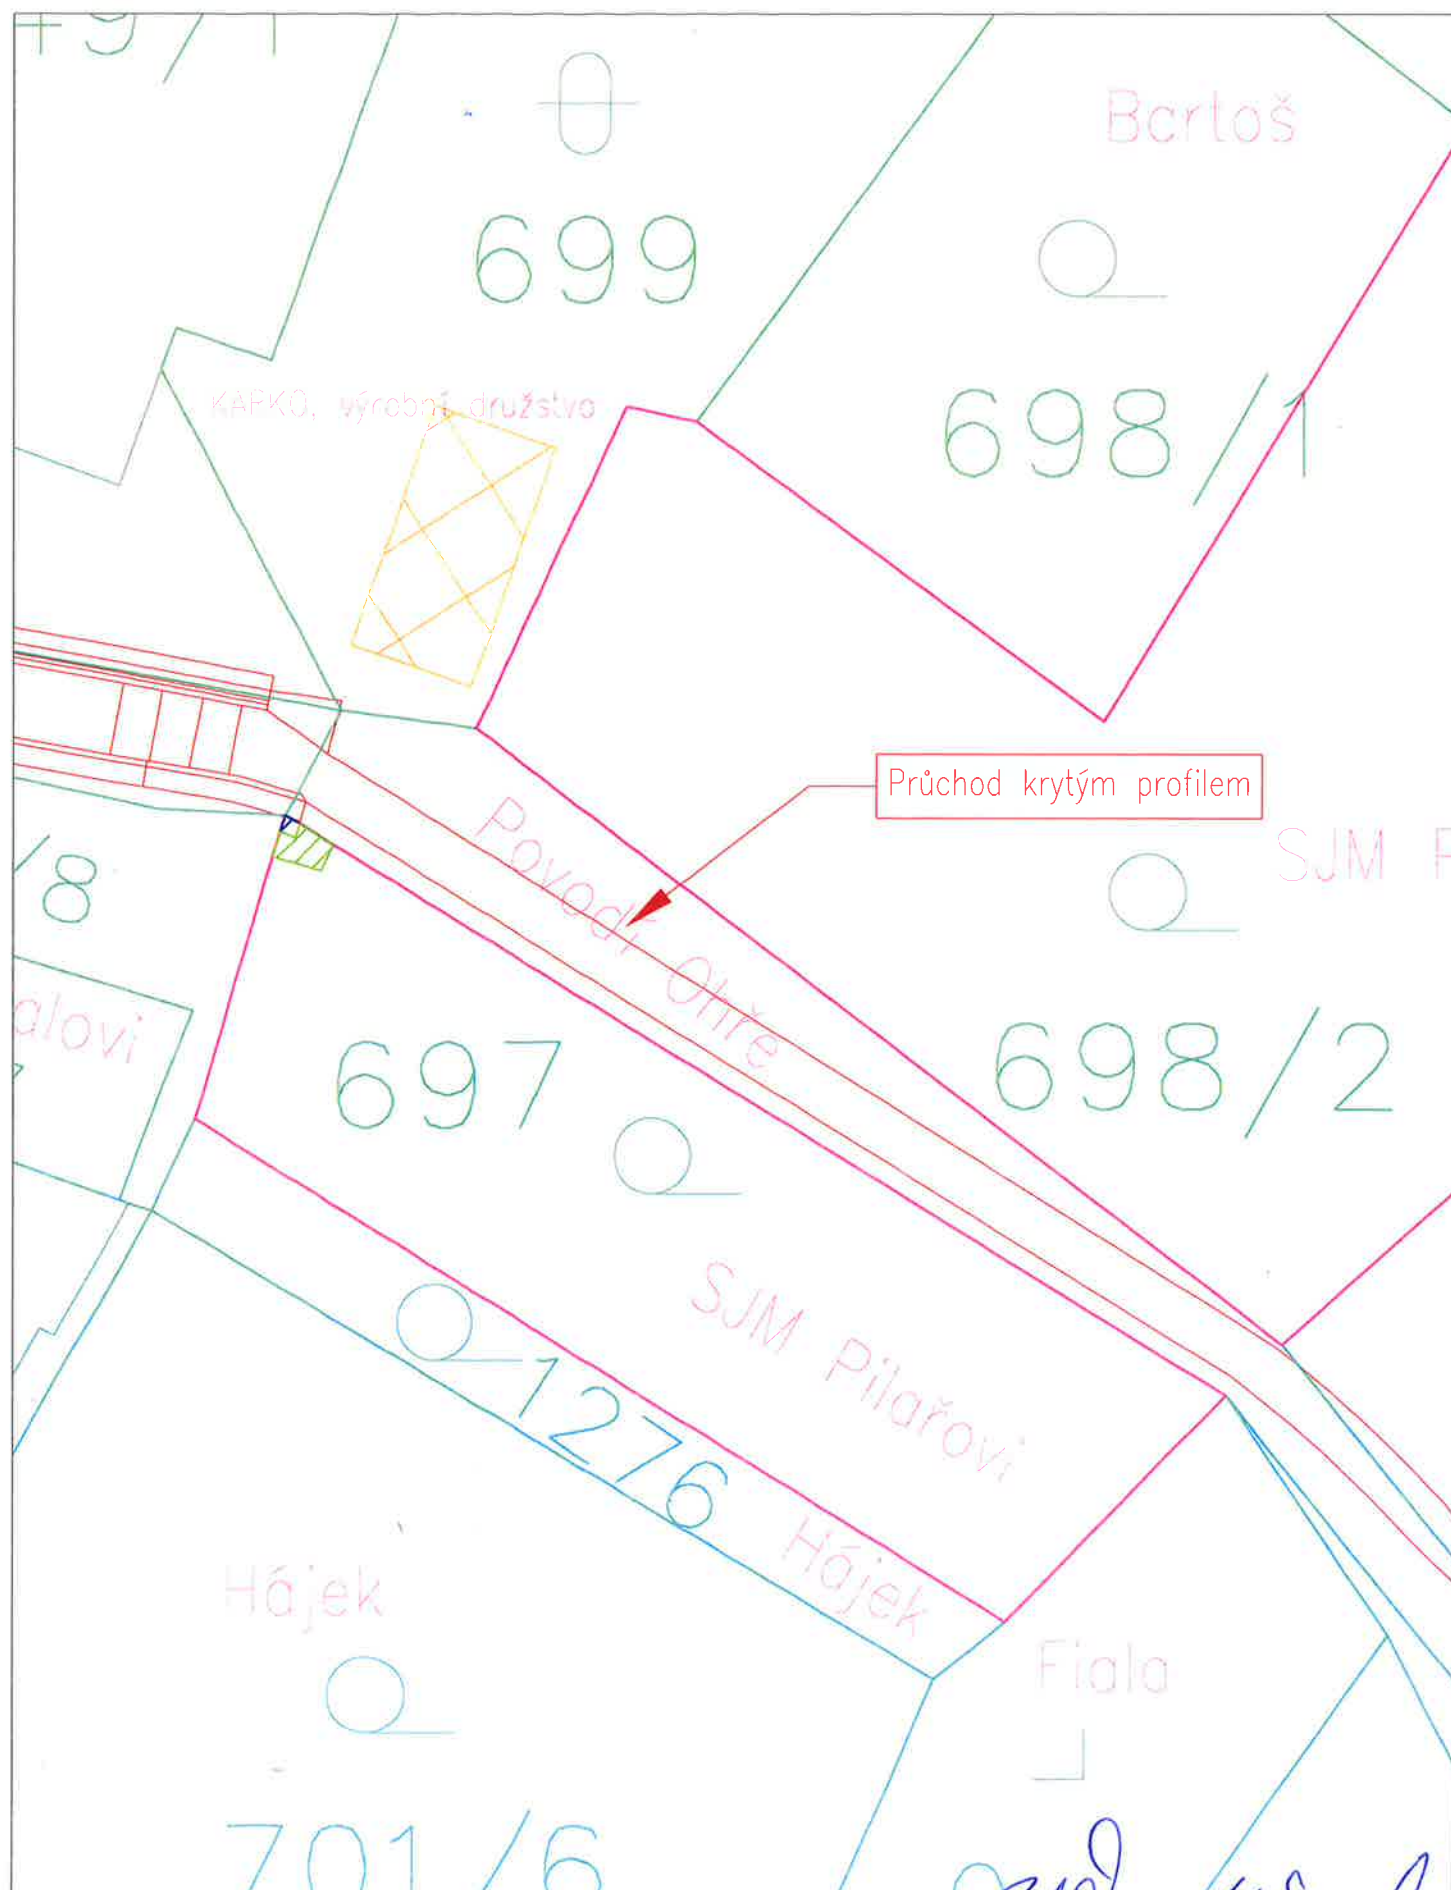 Bartoš
699
KARKO, výrobní družstvo
698/1
Průchod krytým profilem
Povodí Ohře
SJM P
/8
alovi
697
698/2
SJM Pilařovi
1276
Hájek
Hájek
Fiala
701/6